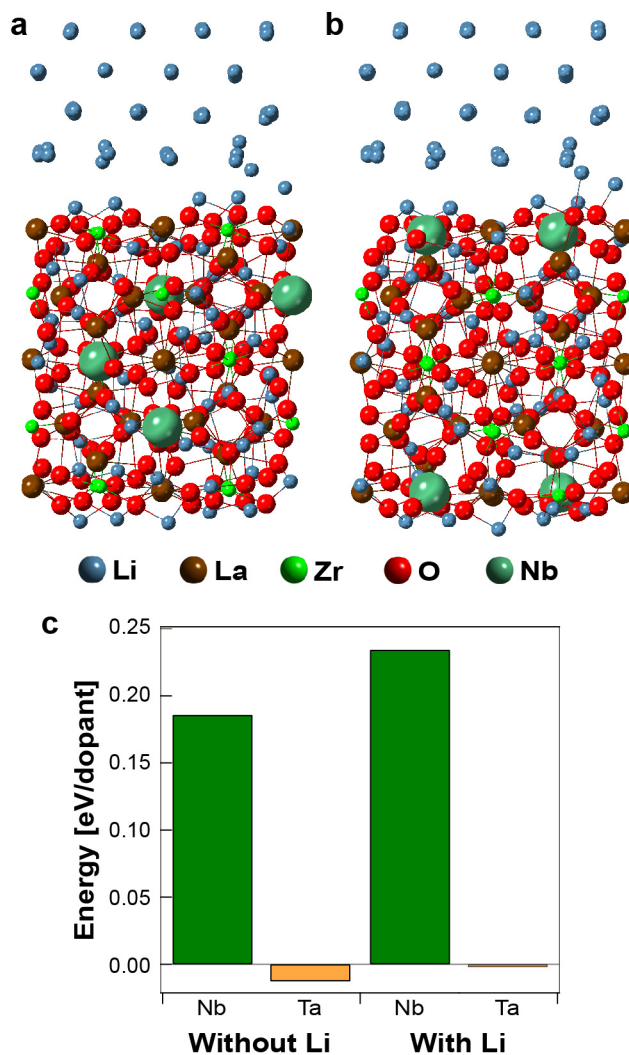 a
b
Li
La
Zr
O
Nb
c
Energy [eV/dopant]
0.25
0.20
0.15
0.10
0.05
0.00
Nb
Ta
Nb
Ta
Without Li
With Li